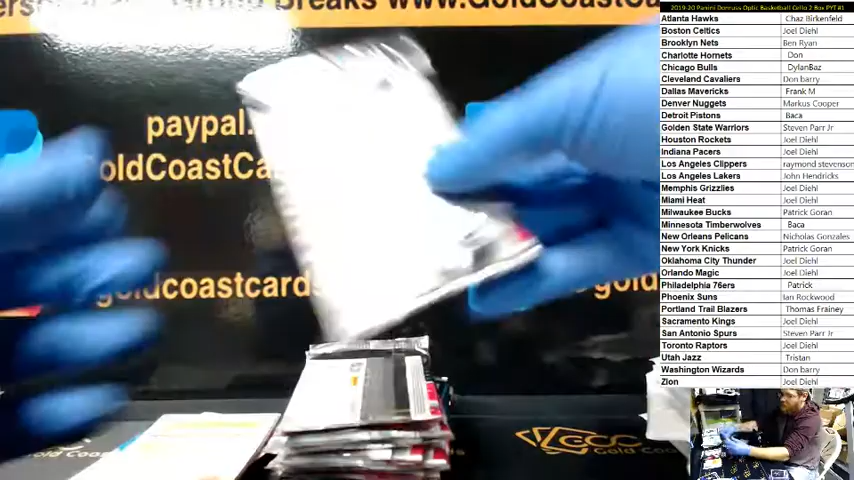 Breaks www.GoldCoastCa
2019-20 Panini Donruss Optic Basketball Cello 2 Box PYT #1
Atlanta Hawks Chaz Birkenfeld
Boston Celtics Joel Diehl
Brooklyn Nets Ben Ryan
Charlotte Hornets Don
Chicago Bulls DylanBaz
Cleveland Cavaliers Don barry
Dallas Mavericks Frank M
Denver Nuggets Markus Cooper
Detroit Pistons Baca
Golden State Warriors Steven Parr Jr
Houston Rockets Joel Diehl
Indiana Pacers Joel Diehl
Los Angeles Clippers raymond stevenson
Los Angeles Lakers John Hendricks
Memphis Grizzlies Joel Diehl
Miami Heat Joel Diehl
Milwaukee Bucks Patrick Goran
Minnesota Timberwolves Baca
New Orleans Pelicans Nicholas Gonzales
New York Knicks Patrick Goran
Oklahoma City Thunder Joel Diehl
Orlando Magic Joel Diehl
Philadelphia 76ers Patrick
Phoenix Suns Ian Rockwood
Portland Trail Blazers Thomas Frainey
Sacramento Kings Joel Diehl
San Antonio Spurs Steven Parr Jr
Toronto Raptors Joel Diehl
Utah Jazz Tristan
Washington Wizards Don barry
Zion Joel Diehl
paypal.
oldCoastCa
goldcoastcards
gold
GCC
Gold Coast